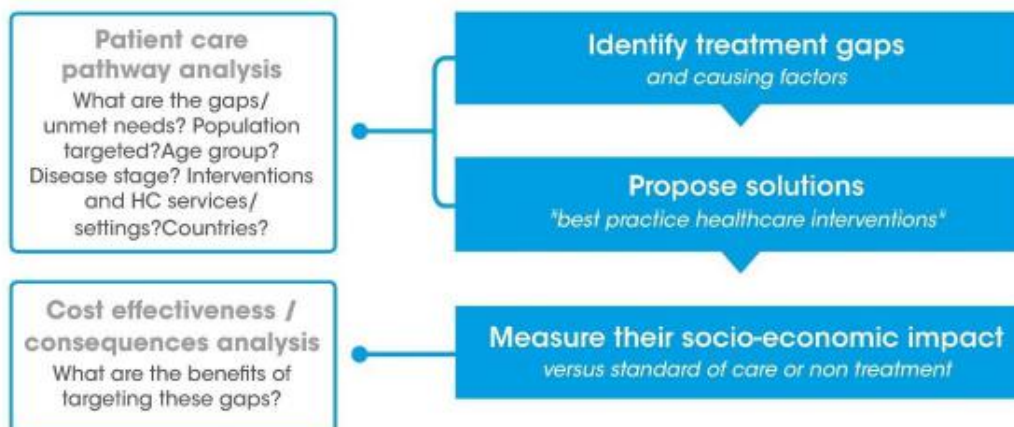 Patient care
pathway analysis
What are the gaps/
unmet needs? Population
targeted?Age group?
Disease stage? Interventions
and HC services/
settings?Countries?
Identify treatment gaps
and causing factors
Propose solutions
"best practice healthcare interventions"
Cost effectiveness /
consequences analysis
What are the benefits of
targeting these gaps?
Measure their socio-economic impact
versus standard of care or non treatment